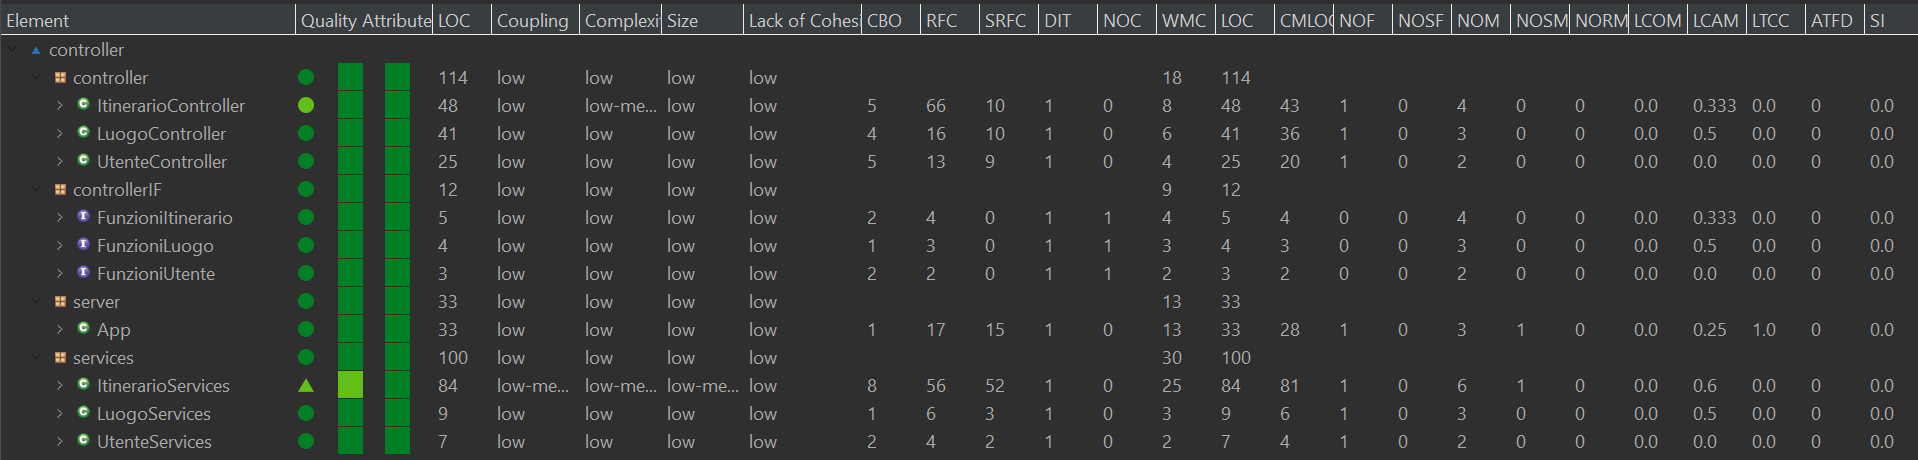 Element Quality Attribute LOC Coupling Complexi Size Lack of Cohes CBO RFC SRFC DIT NOC WMC LOC CMLOC NOF NOSF NOM NOSM NORM LCOM LCAM LTCC ATFD SI
controller
controller 114 low low low low 18 114
ItinerarioController 48 low low-me... low low 5 66 10 1 0 8 48 43 1 0 4 0 0 0.0 0.333 0.0 0 0.0
LuogoController 41 low low low low 4 16 10 1 0 6 41 36 1 0 3 0 0 0.0 0.5 0.0 0 0.0
UtenteController 25 low low low low 5 13 9 1 0 4 25 20 1 0 2 0 0 0.0 0.0 0.0 0 0.0
controllerIF 12 low low low low 9 12
FunzioniItinerario 5 low low low low 2 4 0 1 1 4 5 4 0 0 4 0 0 0.0 0.333 0.0 0 0.0
FunzioniLuogo 4 low low low low 1 3 0 1 1 3 4 3 0 0 3 0 0 0.0 0.5 0.0 0 0.0
FunzioniUtente 3 low low low low 2 2 0 1 1 2 3 2 0 0 2 0 0 0.0 0.0 0.0 0 0.0
server 33 low low low low 13 33
App 33 low low low low 1 17 15 1 0 13 33 28 1 0 3 1 0 0.0 0.25 1.0 0 0.0
services 100 low low low low 30 100
ItinerarioServices 84 low-me... low-me... low-me... low 8 56 52 1 0 25 84 81 1 0 6 1 0 0.0 0.6 0.0 0 0.0
LuogoServices 9 low low low low 1 6 3 1 0 3 9 6 1 0 3 0 0 0.0 0.5 0.0 0 0.0
UtenteServices 7 low low low low 2 4 2 1 0 2 7 4 1 0 2 0 0 0.0 0.0 0.0 0 0.0